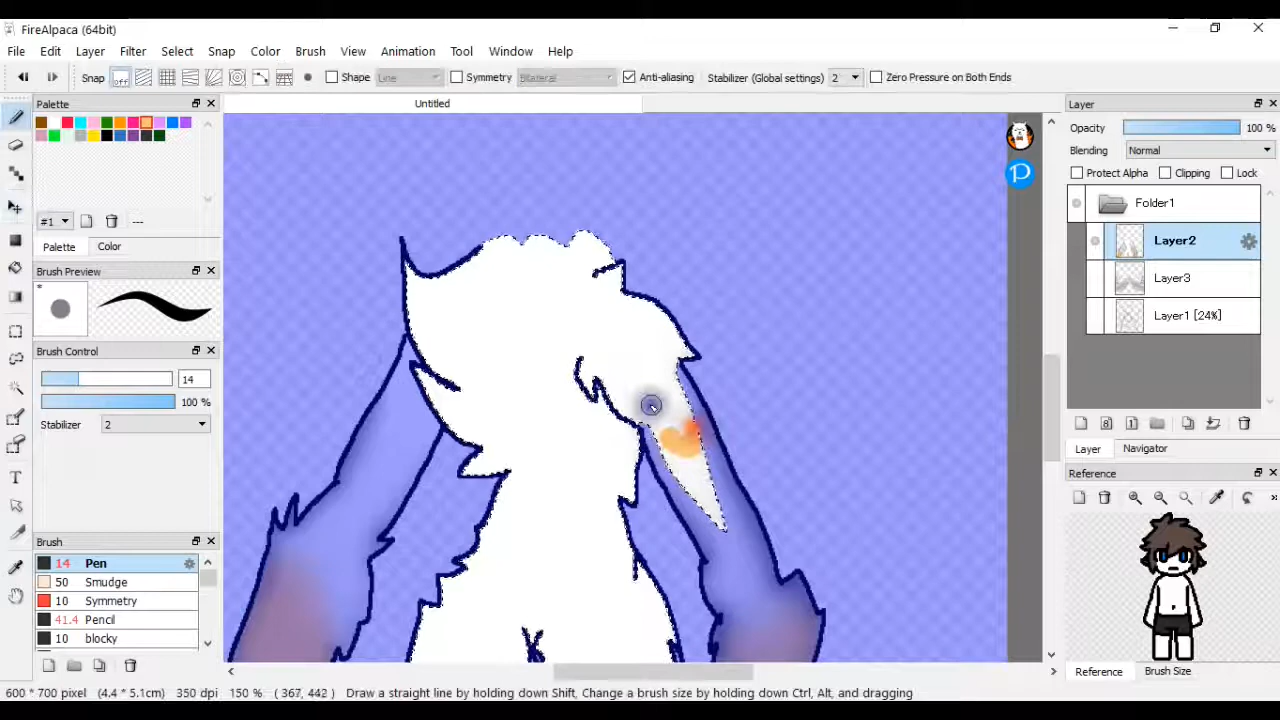 FireAlpaca (64bit)
File Edit Layer Filter Select Snap Color Brush View Animation Tool Window Help
Snap off Shape Line Symmetry Bilateral Anti-aliasing Stabilizer (Global settings) 2 Zero Pressure on Both Ends
Palette
#1 ---
Palette Color
Brush Preview
*
Brush Control
14
100 %
Stabilizer 2
Brush
14 Pen
50 Smudge
10 Symmetry
41.4 Pencil
10 blocky
Untitled
P
Layer
Opacity 100 %
Blending Normal
Protect Alpha Clipping Lock
Folder1
Layer2
Layer3
Layer1 [24%]
8 1
Layer Navigator
Reference
»
Reference Brush Size
600 * 700 pixel (4.4 * 5.1cm) 350 dpi 150 % ( 367, 442 ) Draw a straight line by holding down Shift, Change a brush size by holding down Ctrl, Alt, and dragging